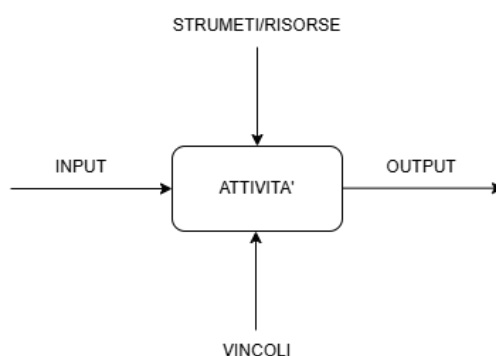 STRUMETI/RISORSE
INPUT
ATTIVITA'
OUTPUT
VINCOLI